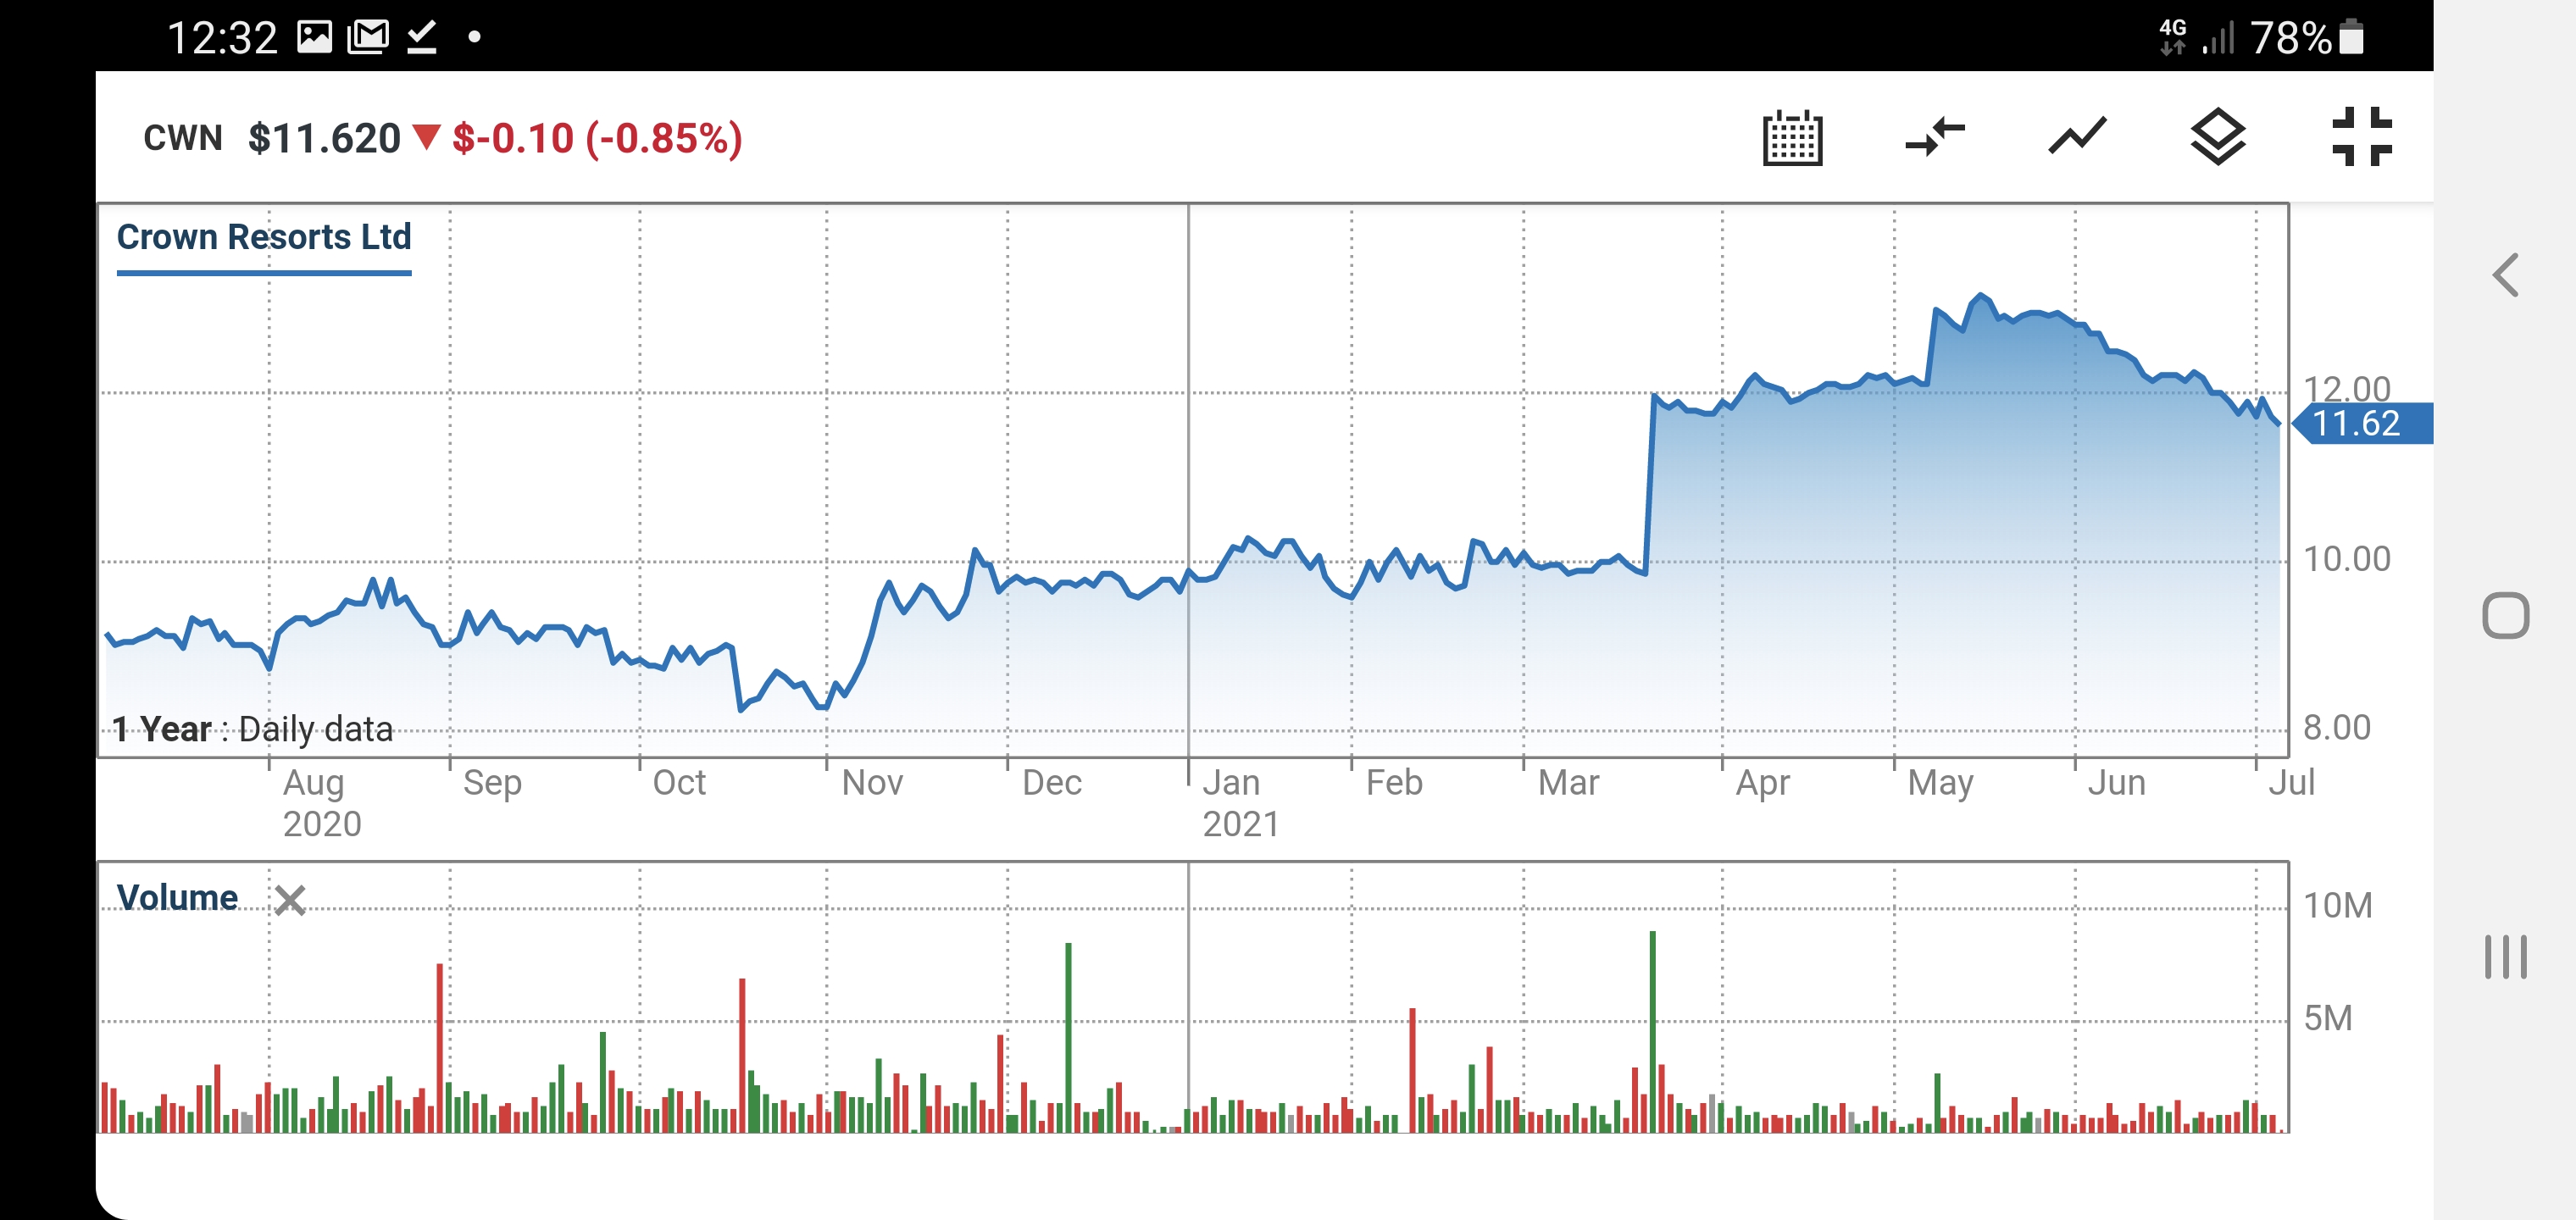 12:32
4G 78%
CWN $11.620 ▼ $-0.10 (-0.85%)
Crown Resorts Ltd
12.00
11.62
10.00
8.00
1 Year : Daily data
Aug Sep Oct Nov Dec Jan Feb Mar Apr May Jun Jul
2020 2021
Volume
10M
5M